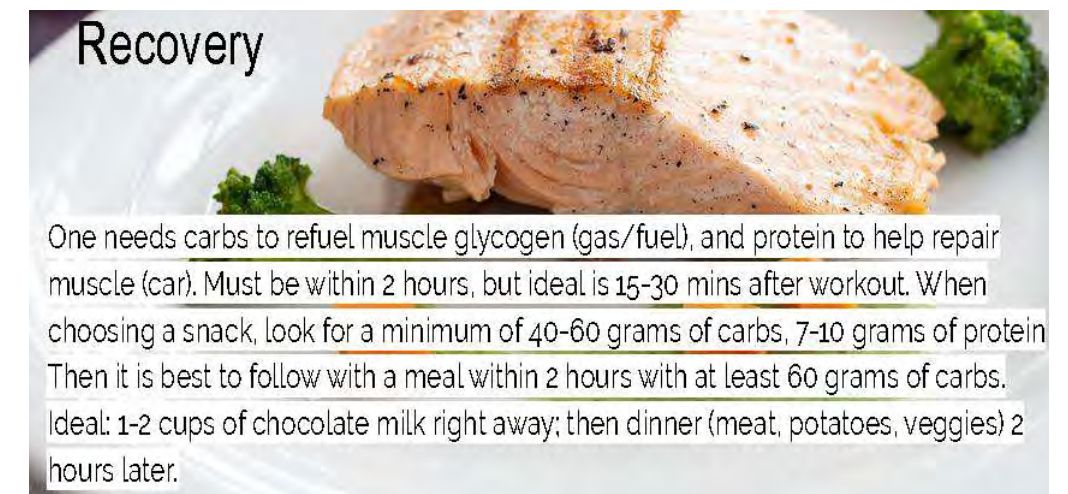 Recovery
One needs carbs to refuel muscle glycogen (gas/fuel), and protein to help repair
muscle (car). Must be within 2 hours, but ideal is 15-30 mins after workout. When
choosing a snack, look for a minimum of 40-60 grams of carbs, 7-10 grams of protein
Then it is best to follow with a meal within 2 hours with at least 60 grams of carbs.
Ideal: 1-2 cups of chocolate milk right away; then dinner (meat, potatoes, veggies) 2
hours later.